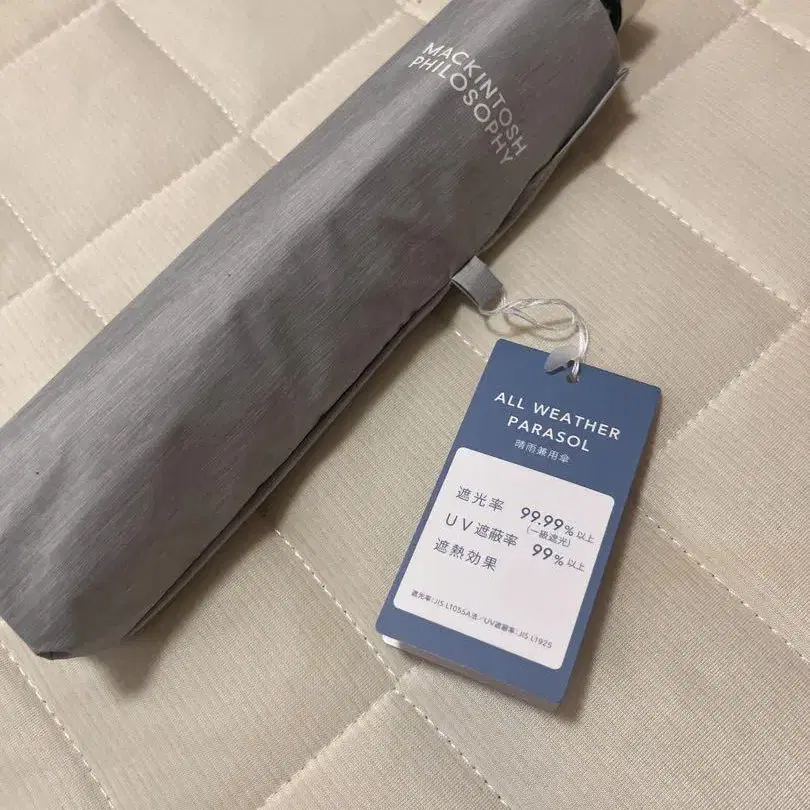 MACKINTOSH
PHILOSOPHY
ALL WEATHER
PARASOL
晴雨兼用傘
遮光率 99.99%以上
(一級遮光)
UV遮蔽率 99%以上
遮熱効果
遮光率:JIS L1055A法/UV遮蔽率:JIS L1925